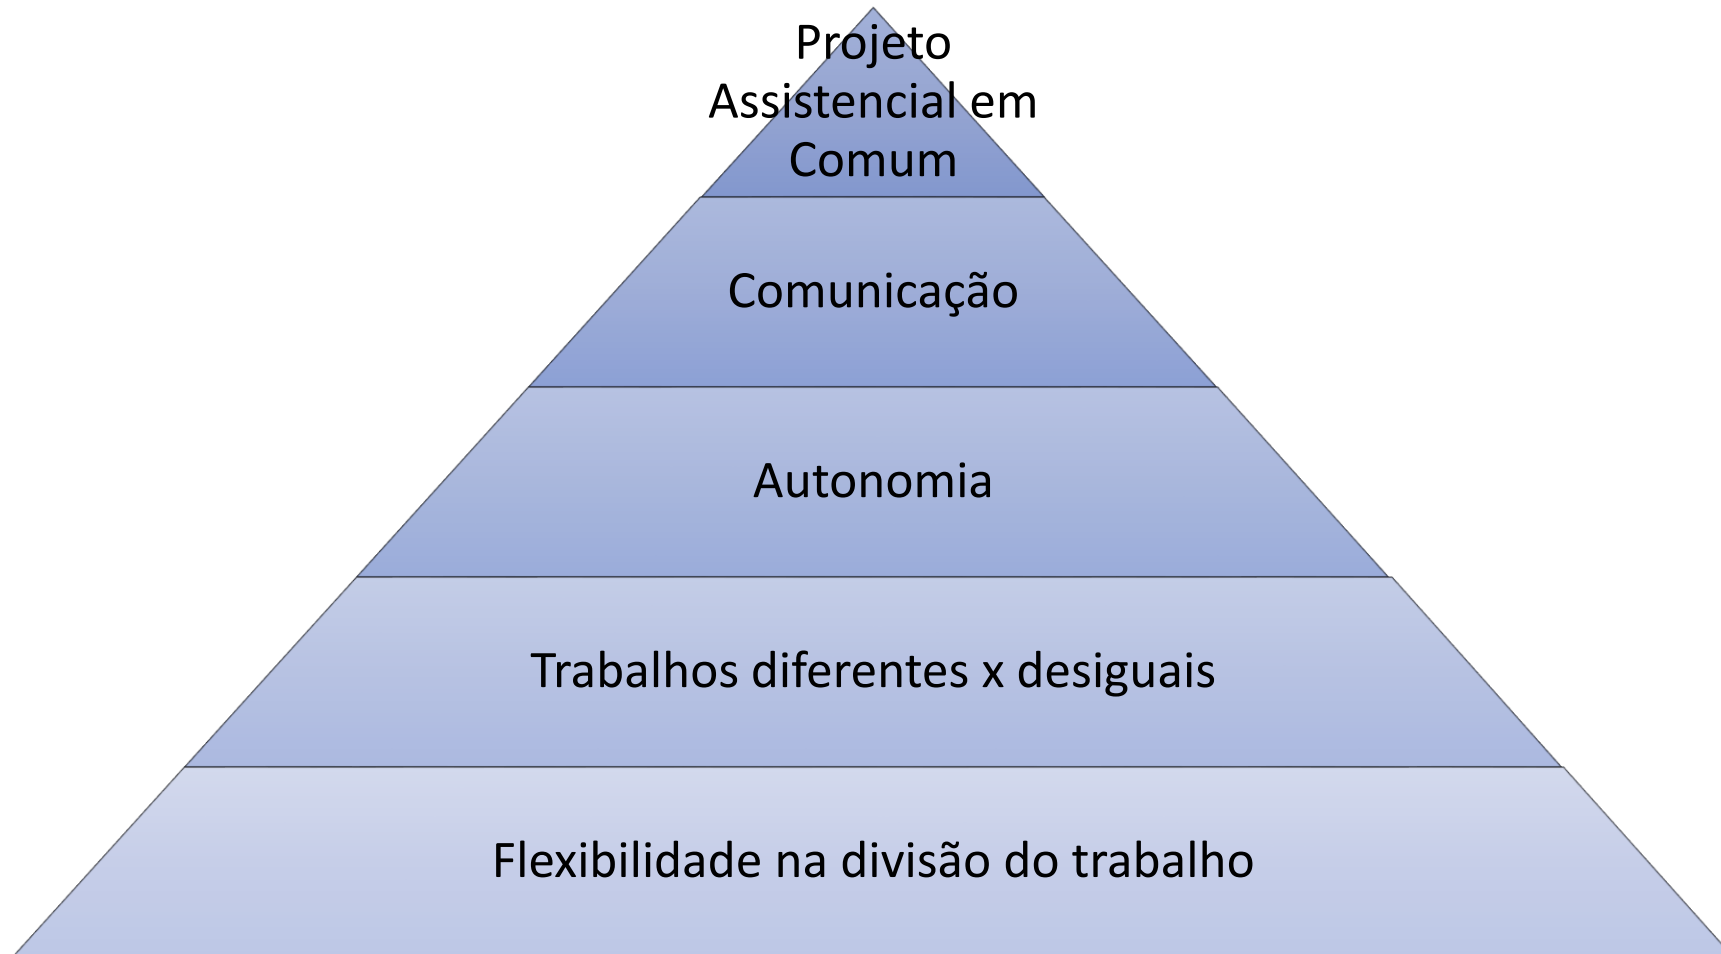 Projeto
Assistencial em
Comum
Comunicação
Autonomia
Trabalhos diferentes x desiguais
Flexibilidade na divisão do trabalho